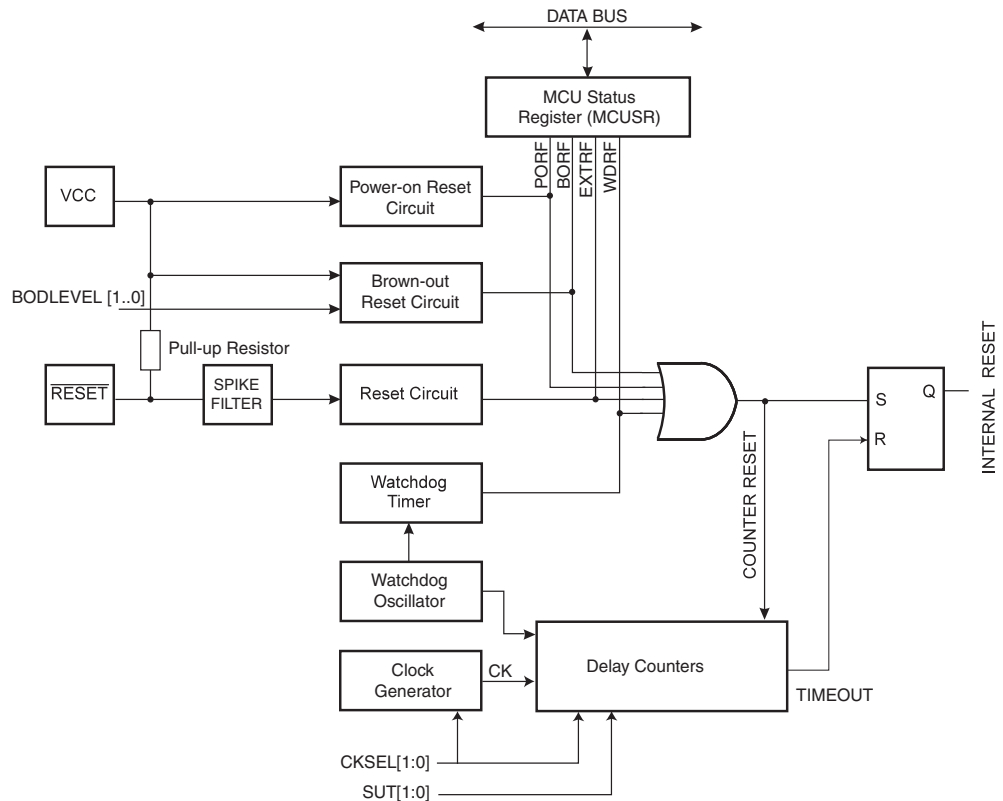 DATA BUS
MCU Status
Register (MCUSR)
PORF
BORF
EXTRF
WDRF
VCC
Power-on Reset
Circuit
Brown-out
Reset Circuit
BODLEVEL [1..0]
Pull-up Resistor
RESET
SPIKE
FILTER
Reset Circuit
S
Q
R
INTERNAL RESET
Watchdog
Timer
COUNTER RESET
Watchdog
Oscillator
Clock
Generator
CK
Delay Counters
TIMEOUT
CKSEL[1:0]
SUT[1:0]